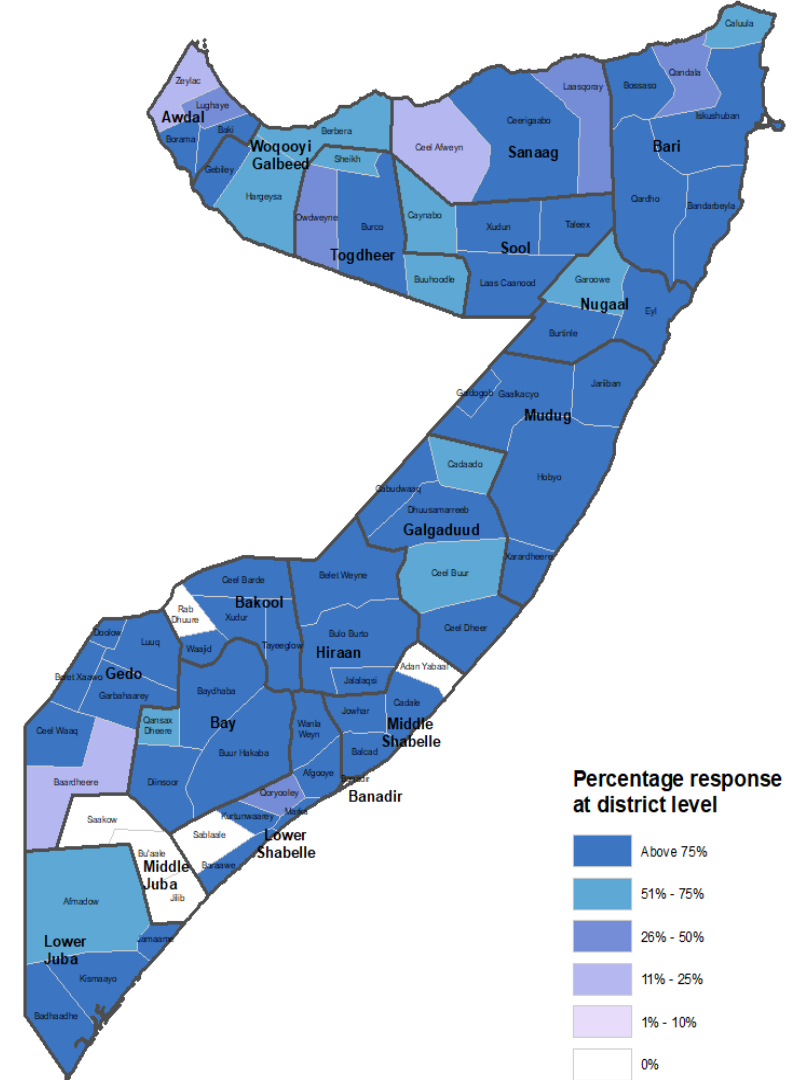 Caluula
Zeylac
Qandala
Bossaso
Laasqoray
Lughaye
Iskushuban
Awdal
Ceerigaabo
Berbera
Baki
Borama
Woqooyi
Galbeed
Ceel Afweyn
Sanaag
Bari
Sheikh
Gebiley
Hargeysa
Qardho
Bandarbeyla
Owdweyne
Caynabo
Burco
Xudun
Taleex
Sool
Togdheer
Buuhoodle
Laas Caanood
Garoowe
Nugaal
Eyl
Burtinle
Jariiban
Galdogob
Gaalkacyo
Mudug
Cadaado
Hobyo
Cabudwaaq
Dhuusamarreeb
Galgaduud
Xarardheere
Ceel Buur
Belet Weyne
Ceel Barde
Bakool
Rab
Dhuure
Xudur
Ceel Dheer
Doolow
Luuq
Waajid
Tayeeglow
Bulo Burto
Hiraan
Adan Yabaal
Belet Xaawo
Gedo
Jalalaqsi
Garbahaarey
Baydhaba
Cadale
Jowhar
Qansax
Dheere
Bay
Wanla
Weyn
Middle
Shabelle
Ceel Waaq
Buur Hakaba
Balcad
Afgooye
Banadir
Baardheere
Diinsoor
Qoryooley
Banadir
Marka
Kurtunwaarey
Saakow
Sablaale
Lower
Shabelle
Bu'aale
Middle
Juba
Baraawe
Jilib
Afmadow
Lower
Juba
Jamaame
Kismaayo
Badhaadhe
Percentage response
at district level
Above 75%
51% - 75%
26% - 50%
11% - 25%
1% - 10%
0%